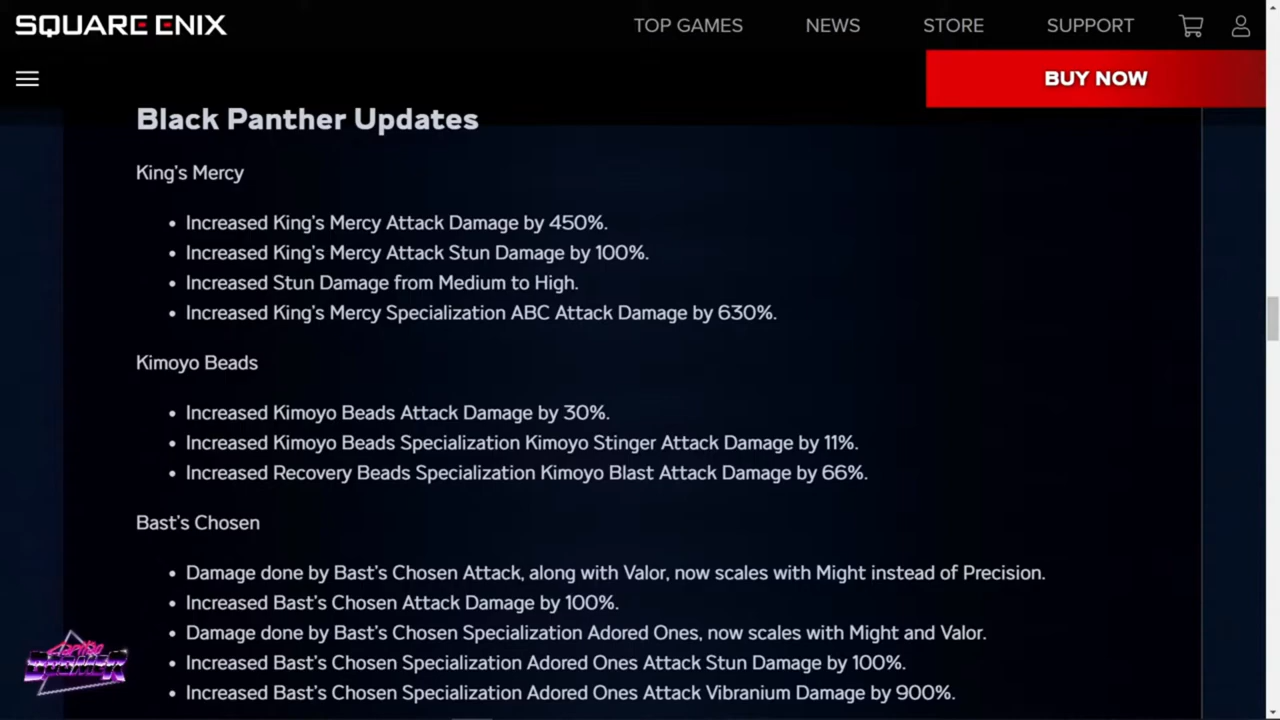 SQUARE ENIX
TOP GAMES NEWS STORE SUPPORT
BUY NOW
Black Panther Updates
King's Mercy
• Increased King's Mercy Attack Damage by 450%.
• Increased King's Mercy Attack Stun Damage by 100%.
• Increased Stun Damage from Medium to High.
• Increased King's Mercy Specialization ABC Attack Damage by 630%.
Kimoyo Beads
• Increased Kimoyo Beads Attack Damage by 30%.
• Increased Kimoyo Beads Specialization Kimoyo Stinger Attack Damage by 11%.
• Increased Recovery Beads Specialization Kimoyo Blast Attack Damage by 66%.
Bast's Chosen
• Damage done by Bast's Chosen Attack, along with Valor, now scales with Might instead of Precision.
• Increased Bast's Chosen Attack Damage by 100%.
• Damage done by Bast's Chosen Specialization Adored Ones, now scales with Might and Valor.
• Increased Bast's Chosen Specialization Adored Ones Attack Stun Damage by 100%.
• Increased Bast's Chosen Specialization Adored Ones Attack Vibranium Damage by 900%.